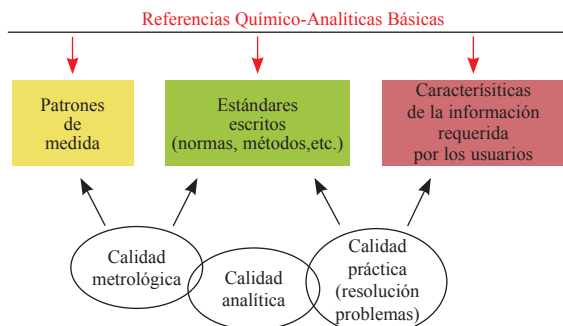 Referencias Químico-Analíticas Básicas
Patrones
de
medida
Estándares
escritos
(normas, métodos,etc.)
Caracterísiticas
de la información
requerida
por los usuarios
Calidad
metrológica
Calidad
analítica
Calidad
práctica
(resolución
problemas)